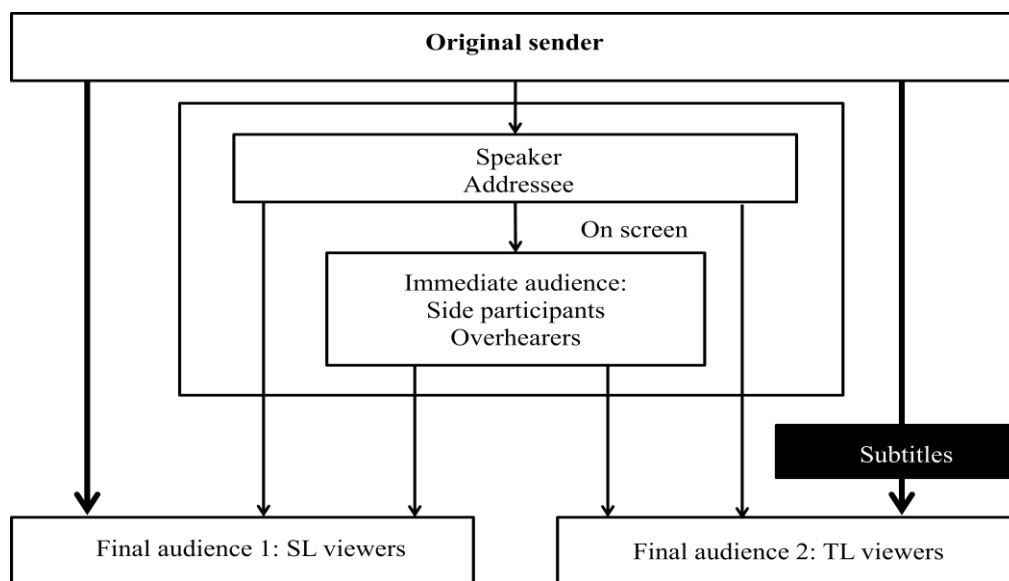 Original sender
Speaker
Addressee
On screen
Immediate audience:
Side participants
Overhearers
Subtitles
Final audience 1: SL viewers
Final audience 2: TL viewers